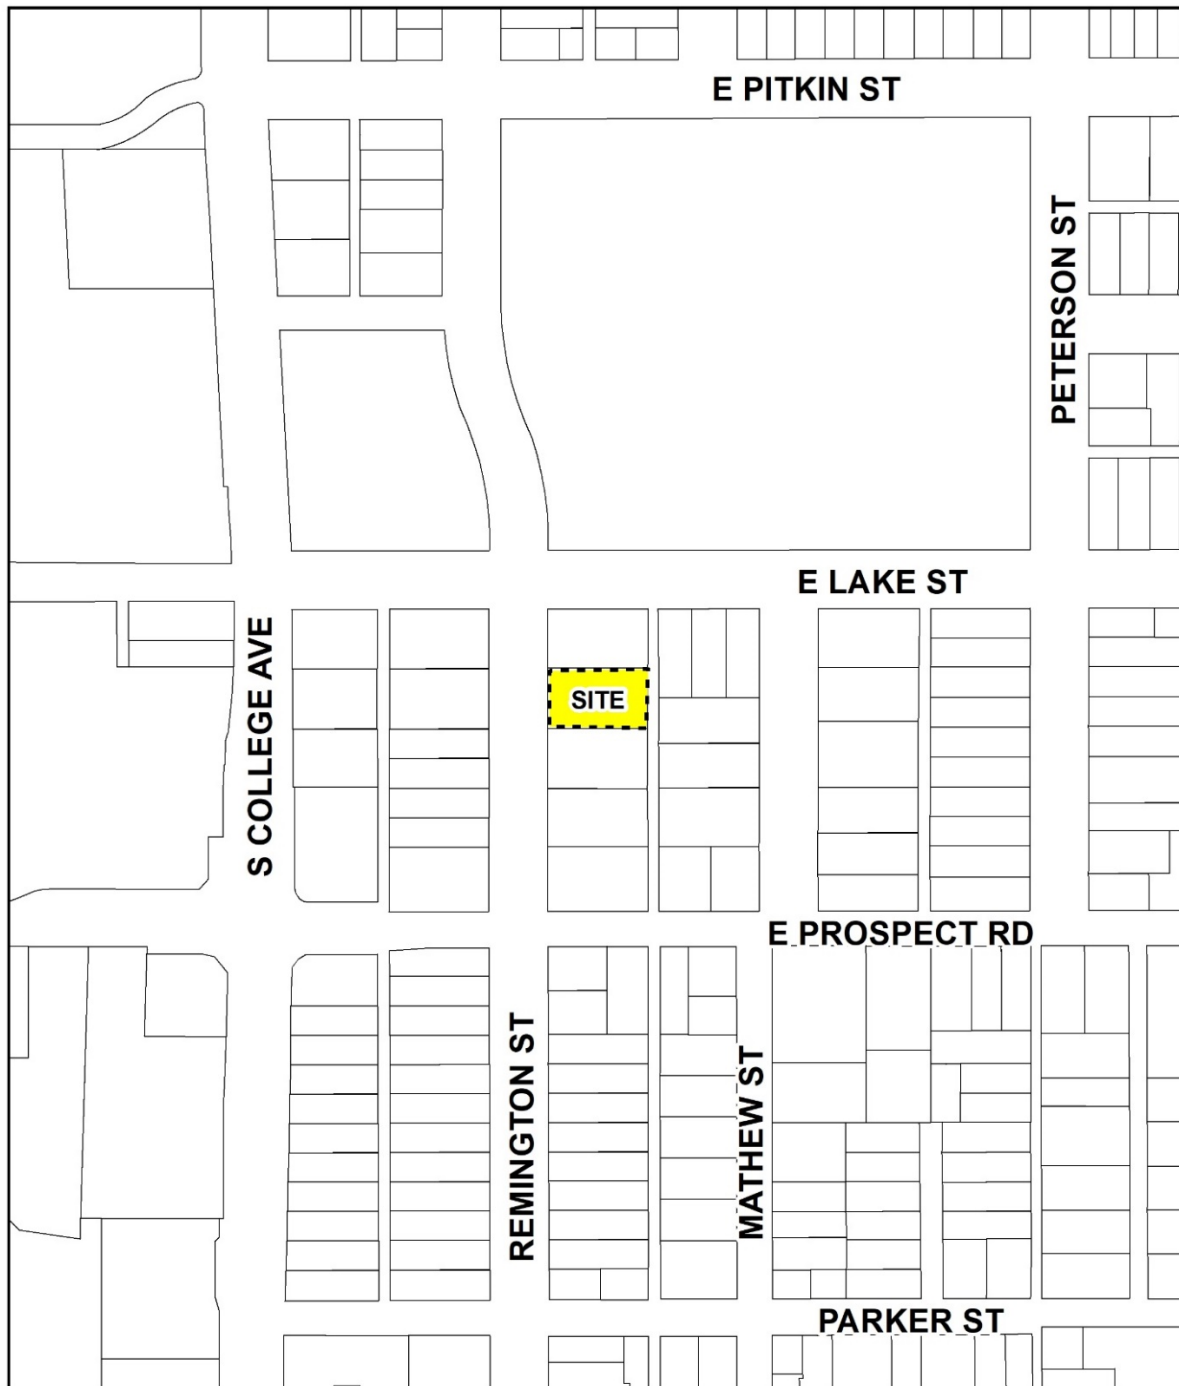 E PITKIN ST
PETERSON ST
E LAKE ST
S COLLEGE AVE
SITE
E PROSPECT RD
REMINGTON ST
MATHEW ST
PARKER ST